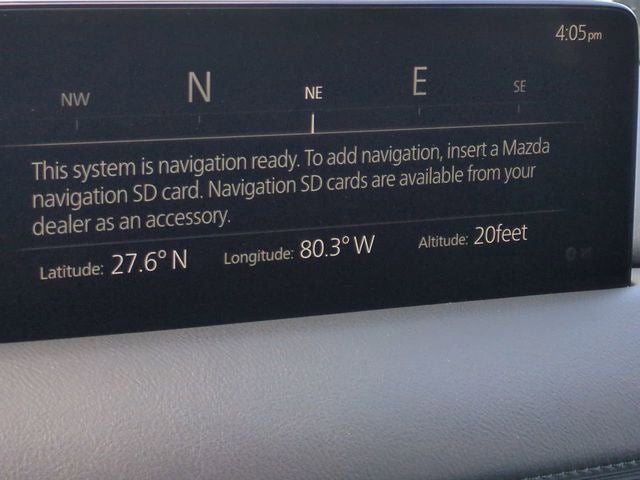 4:05pm
NW N NE E SE
This system is navigation ready. To add navigation, insert a Mazda
navigation SD card. Navigation SD cards are available from your
dealer as an accessory.
Latitude: 27.6° N Longitude: 80.3° W Altitude: 20feet